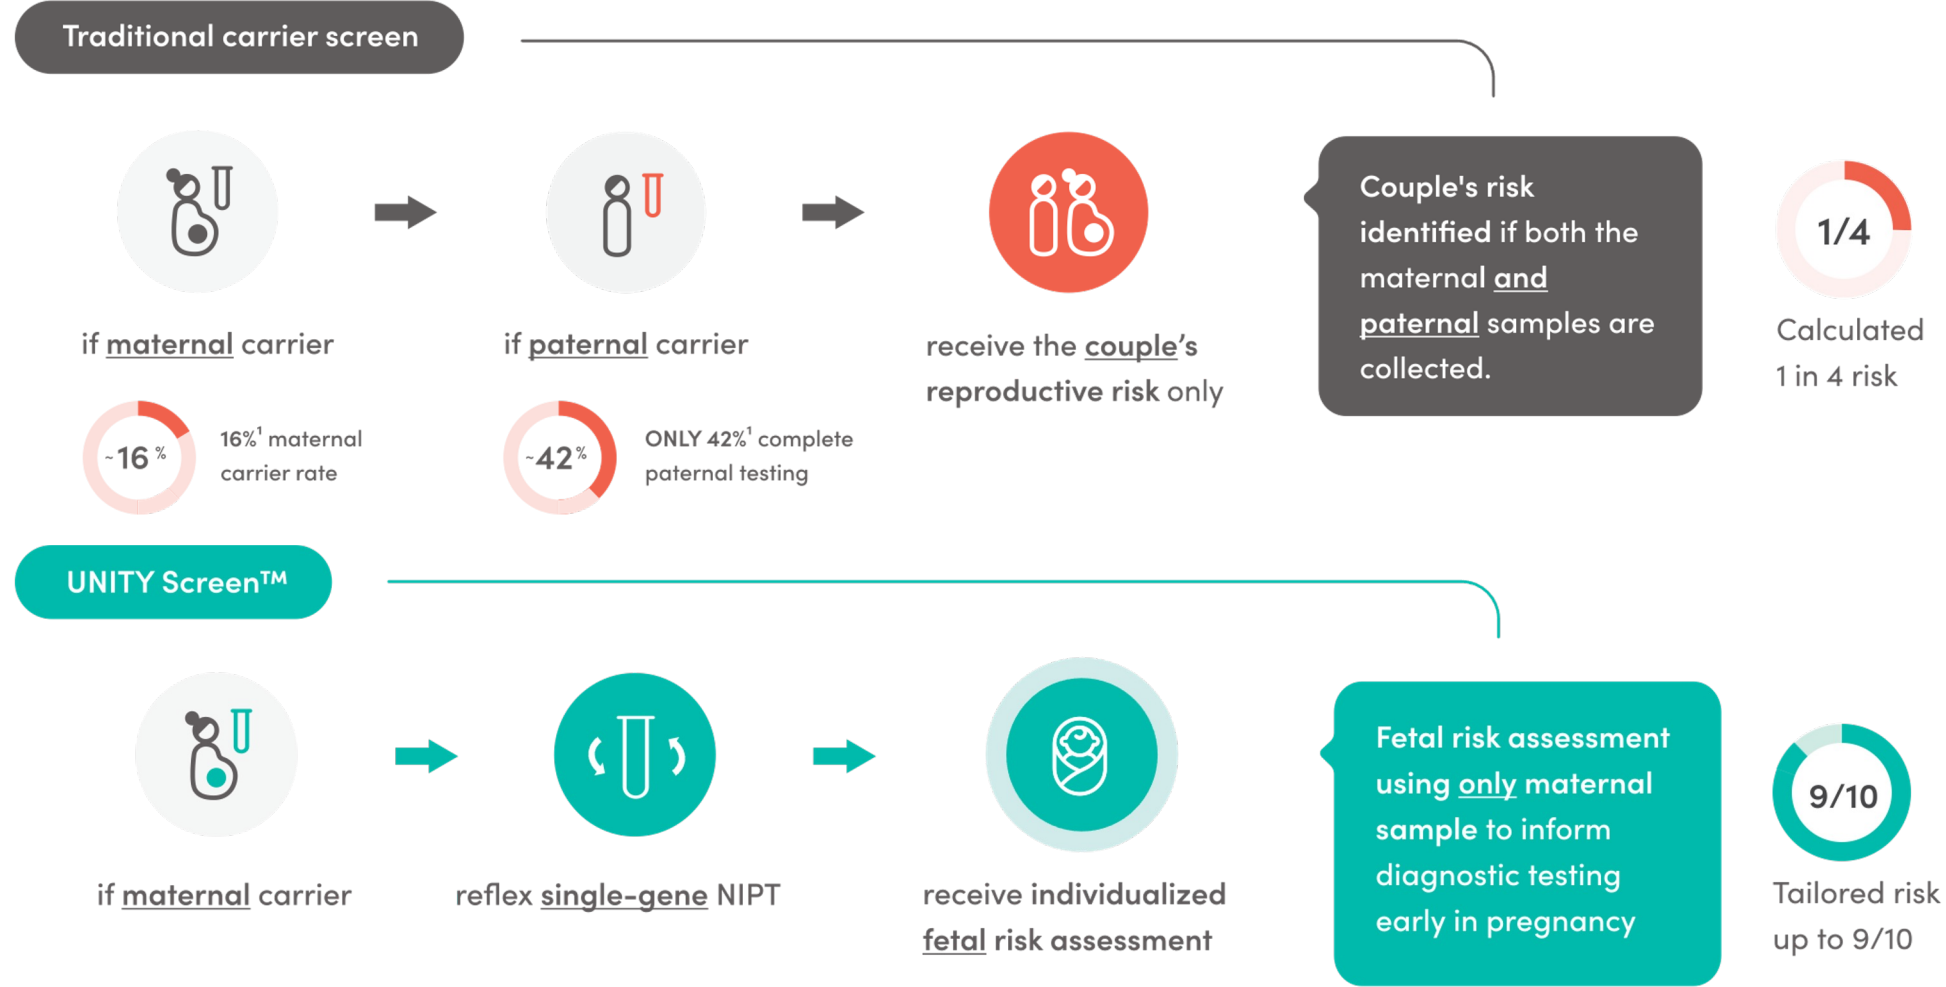 Traditional carrier screen
if maternal carrier
~16 %
16%¹ maternal
carrier rate
if paternal carrier
~42%
ONLY 42%¹ complete
paternal testing
receive the couple's
reproductive risk only
Couple's risk
identified if both the
maternal and
paternal samples are
collected.
1/4
Calculated
1 in 4 risk
UNITY Screen™
if maternal carrier
reflex single-gene NIPT
receive individualized
fetal risk assessment
Fetal risk assessment
using only maternal
sample to inform
diagnostic testing
early in pregnancy
9/10
Tailored risk
up to 9/10